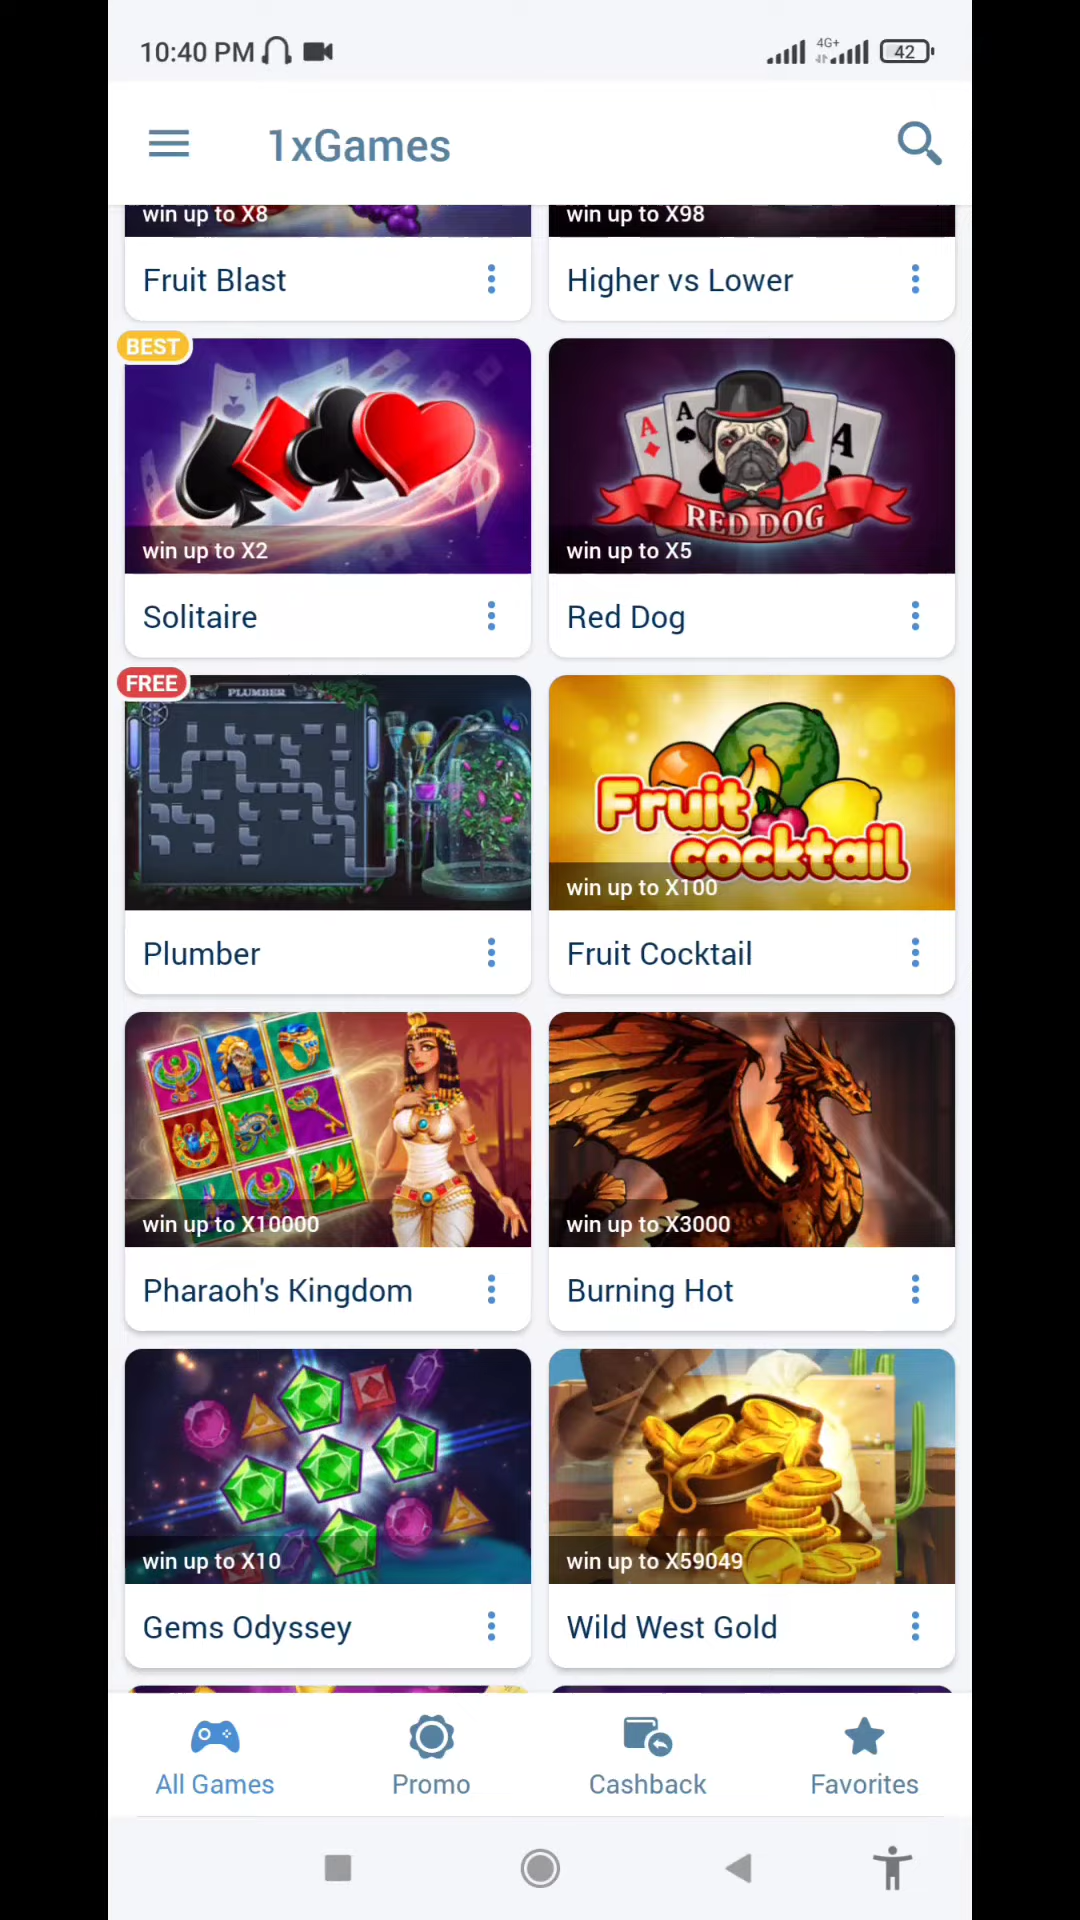 10:40 PM
4G+
42
1xGames
win up to X8
win up to X98
Fruit Blast
Higher vs Lower
BEST
A
A
A
RED DOG
win up to X2
win up to X5
Solitaire
Red Dog
FREE
PLUMBER
Fruit
cocktail
win up to X100
Plumber
Fruit Cocktail
win up to X10000
win up to X3000
Pharaoh's Kingdom
Burning Hot
win up to X10
win up to X59049
Gems Odyssey
Wild West Gold
All Games
Promo
Cashback
Favorites